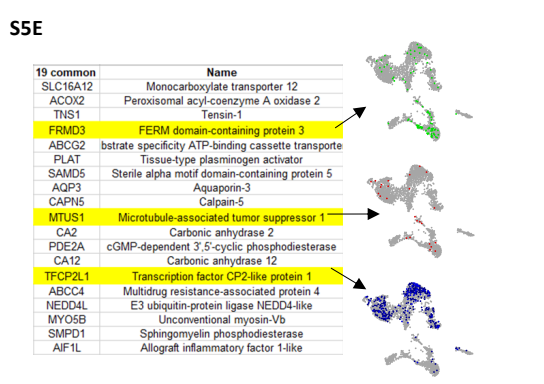 S5E
19 common Name
SLC16A12 Monocarboxylate transporter 12
ACOX2 Peroxisomal acyl-coenzyme A oxidase 2
TNS1 Tensin-1
FRMD3 FERM domain-containing protein 3
ABCG2 bstrate specificity ATP-binding cassette transporte
PLAT Tissue-type plasminogen activator
SAMD5 Sterile alpha motif domain-containing protein 5
AQP3 Aquaporin-3
CAPN5 Calpain-5
MTUS1 Microtubule-associated tumor suppressor 1
CA2 Carbonic anhydrase 2
PDE2A cGMP-dependent 3',5'-cyclic phosphodiesterase
CA12 Carbonic anhydrase 12
TFCP2L1 Transcription factor CP2-like protein 1
ABCC4 Multidrug resistance-associated protein 4
NEDD4L E3 ubiquitin-protein ligase NEDD4-like
MYO5B Unconventional myosin-Vb
SMPD1 Sphingomyelin phosphodiesterase
AIF1L Allograft inflammatory factor 1-like